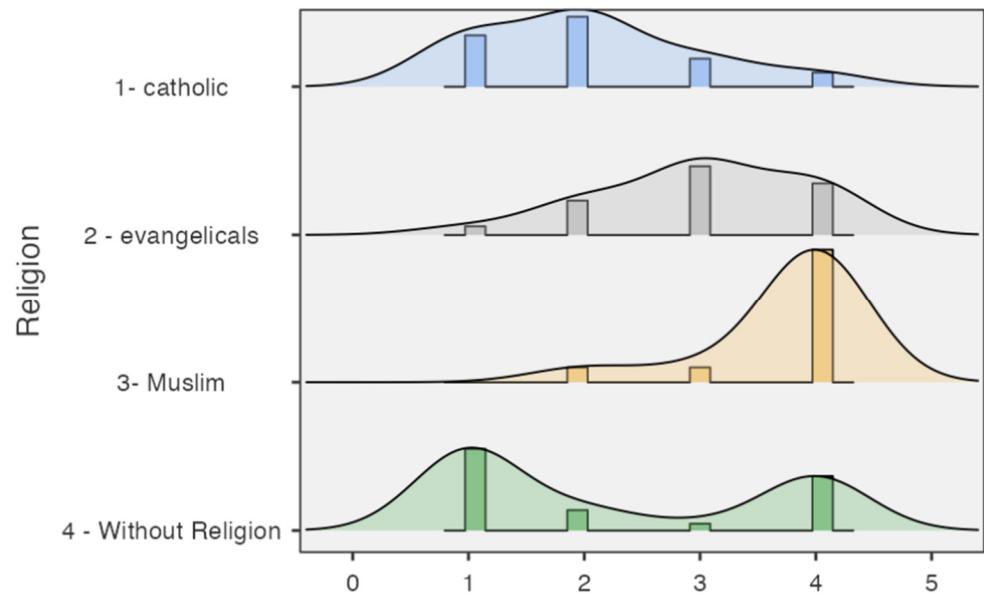 Religion
1- catholic
2 - evangelicals
3- Muslim
4 - Without Religion
0 1 2 3 4 5